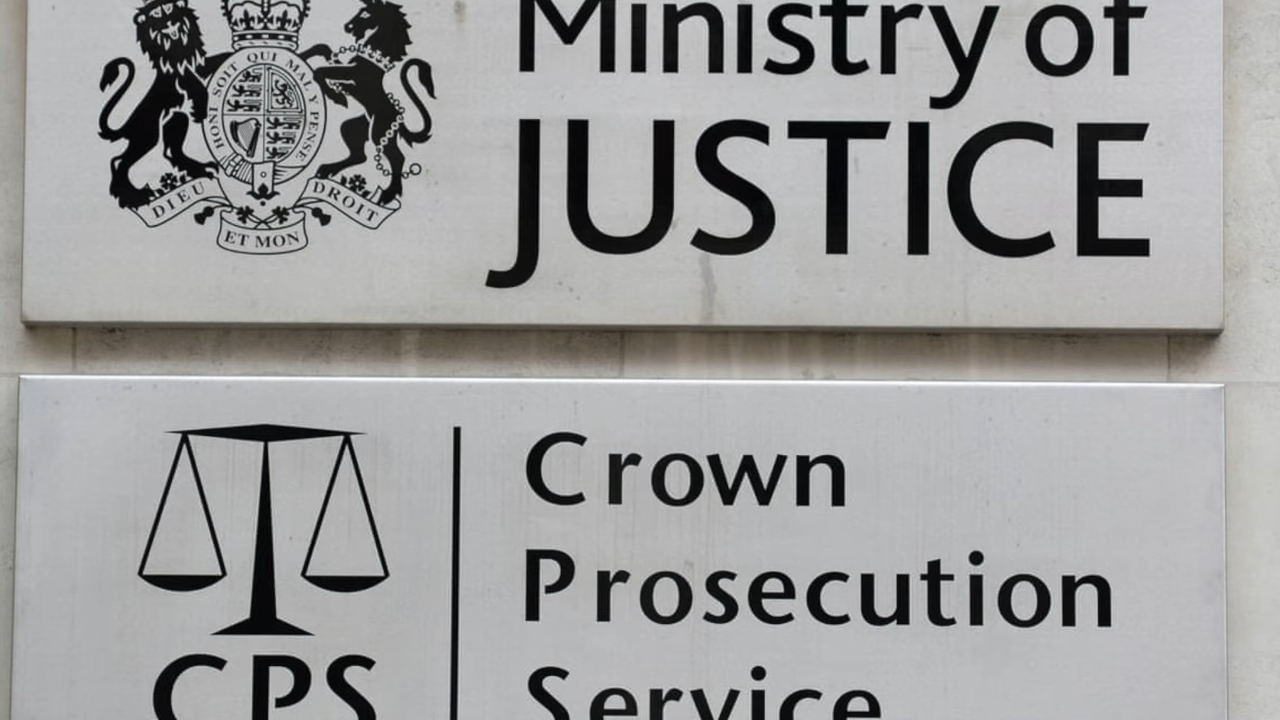 Ministry of
JUSTICE
HONI SOIT QUI MAL Y PENSE
DIEU
ET MON
DROIT
Crown
Prosecution
Service
CPS